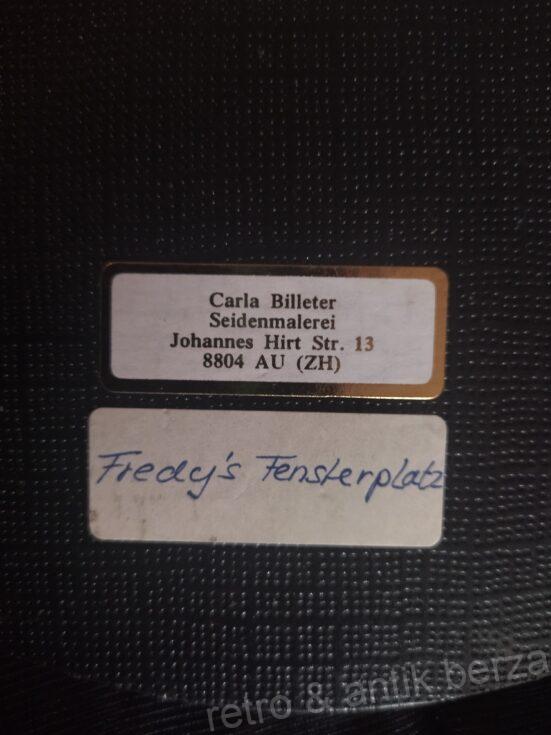 Carla Billeter
Seidenmalerei
Johannes Hirt Str. 13
8804 AU (ZH)
Fredy's Fensterplatz
retro & antik berza